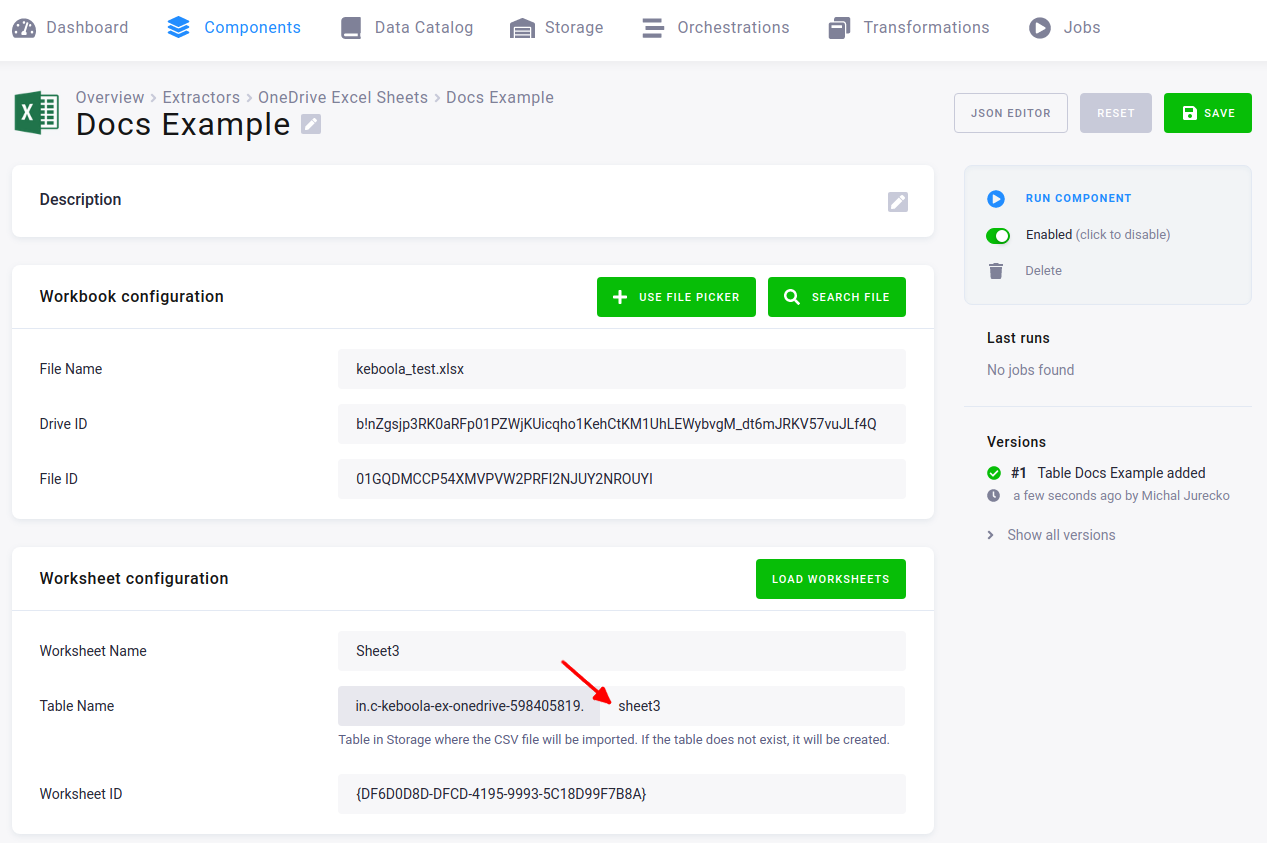 Dashboard Components Data Catalog Storage Orchestrations Transformations Jobs
Overview > Extractors > OneDrive Excel Sheets > Docs Example
X
Docs Example
JSON EDITOR RESET SAVE
Description
RUN COMPONENT
Enabled (click to disable)
Delete
Workbook configuration
USE FILE PICKER SEARCH FILE
File Name keboola_test.xlsx
Drive ID b!nZgsjp3RK0aRFp01PZWjKUicqho1KehCtKM1UhLEWybvgM_dt6mJRKV57vuJLf4Q
File ID 01GQDMCCP54XMVPVW2PRFI2NJUY2NROUYI
Last runs
No jobs found
Versions
#1 Table Docs Example added
a few seconds ago by Michal Jurecko
> Show all versions
Worksheet configuration
LOAD WORKSHEETS
Worksheet Name Sheet3
Table Name in.c-keboola-ex-onedrive-598405819. sheet3
Table in Storage where the CSV file will be imported. If the table does not exist, it will be created.
Worksheet ID {DF6D0D8D-DFCD-4195-9993-5C18D99F7B8A}